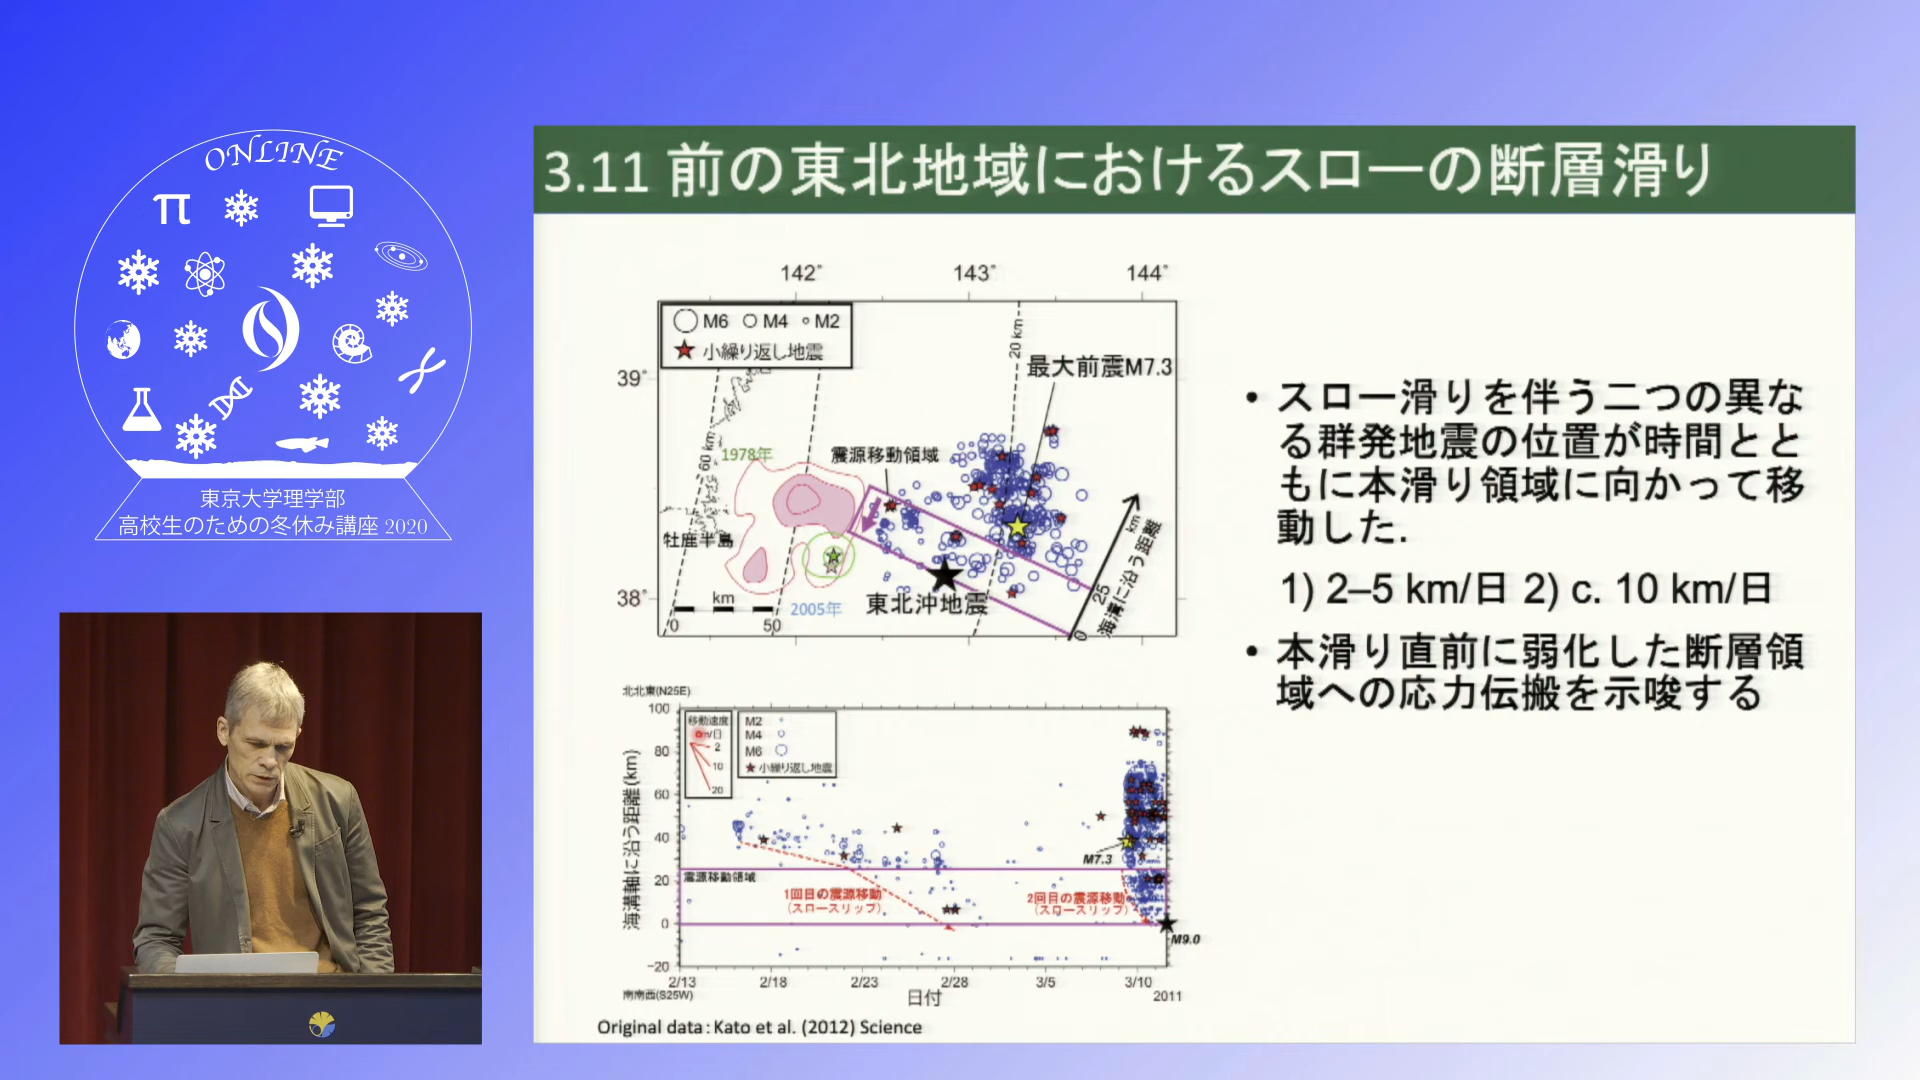 ONLINE
π
東京大学理学部
高校生のための冬休み講座 2020
3.11 前の東北地域におけるスローの断層滑り
142° 143° 144°
M6 M4 M2
小繰り返し地震
20 km
最大前震M7.3
39°
60 km
1978年
震源移動領域
牡鹿半島
km
0 50
2005年
東北沖地震
38°
0 25 km
海溝に沿う距離
・スロー滑りを伴う二つの異な
る群発地震の位置が時間とと
もに本滑り領域に向かって移
動した.
1) 2–5 km/日 2) c. 10 km/日
・本滑り直前に弱化した断層領
域への応力伝搬を示唆する
北北東(N25E)
海溝軸に沿う距離(km)
100
80
60
40
20
0
−20
移動速度
km/日
2
10
20
M2
M4
M6
小繰り返し地震
M7.3
震源移動領域
1回目の震源移動
(スロースリップ)
2回目の震源移動
(スロースリップ)
M9.0
2/13 2/18 2/23 2/28 3/5 3/10
南南西(S25W)
日付
2011
Original data : Kato et al. (2012) Science